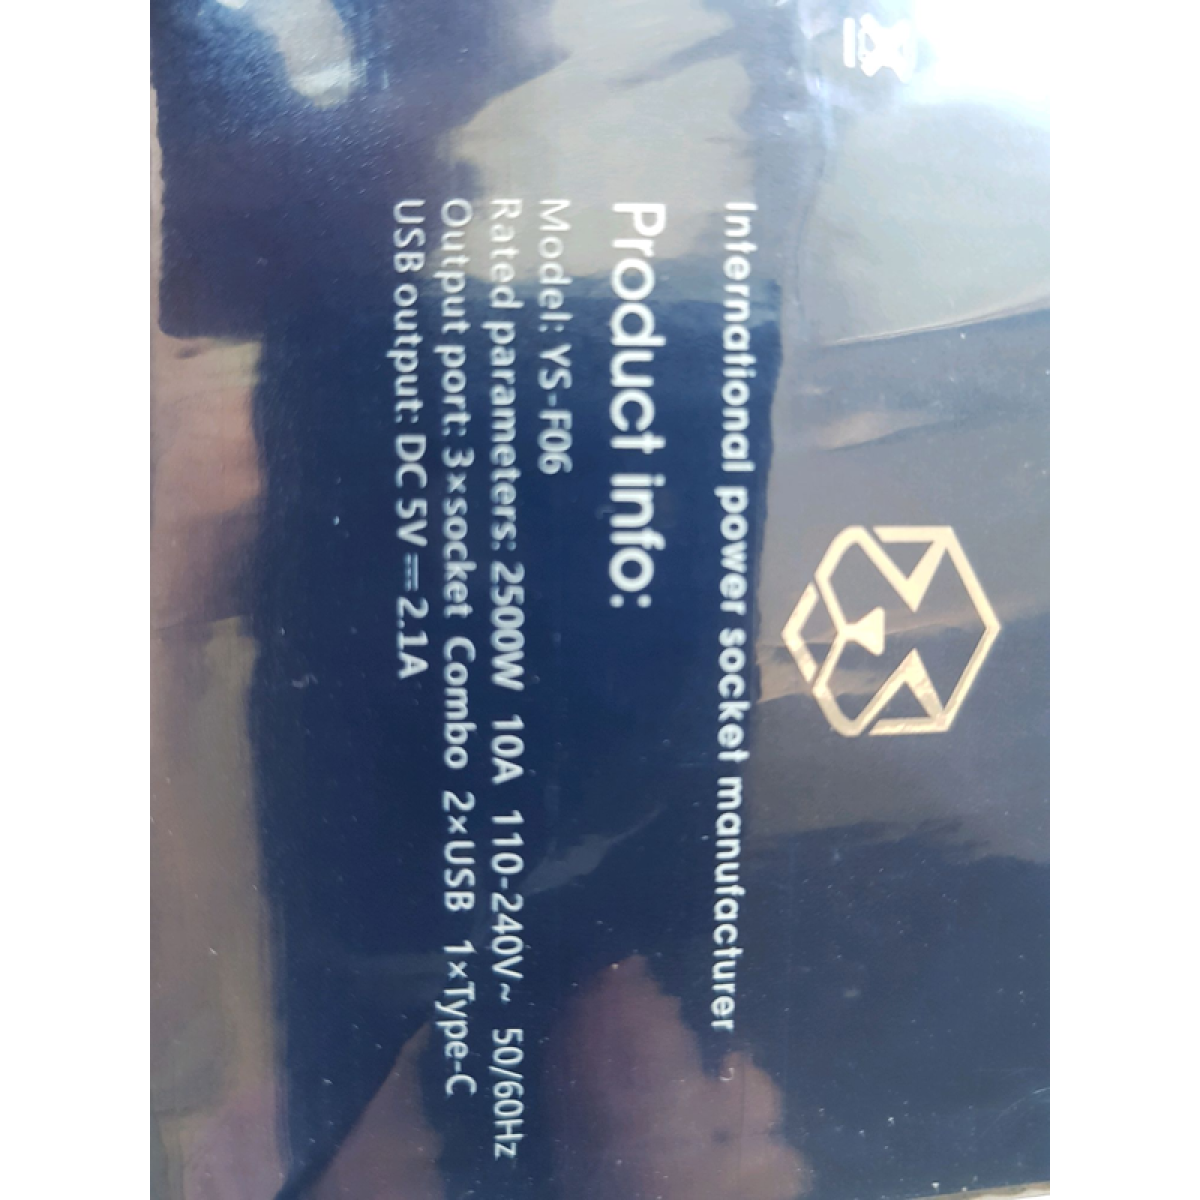 International power socket manufacturer
Product info:
Model: YS-F06
Rated parameters: 2500W 10A 110-240V~ 50/60Hz
Output port: 3×socket Combo 2×USB 1×Type-C
USB output: DC 5V⎓2.1A